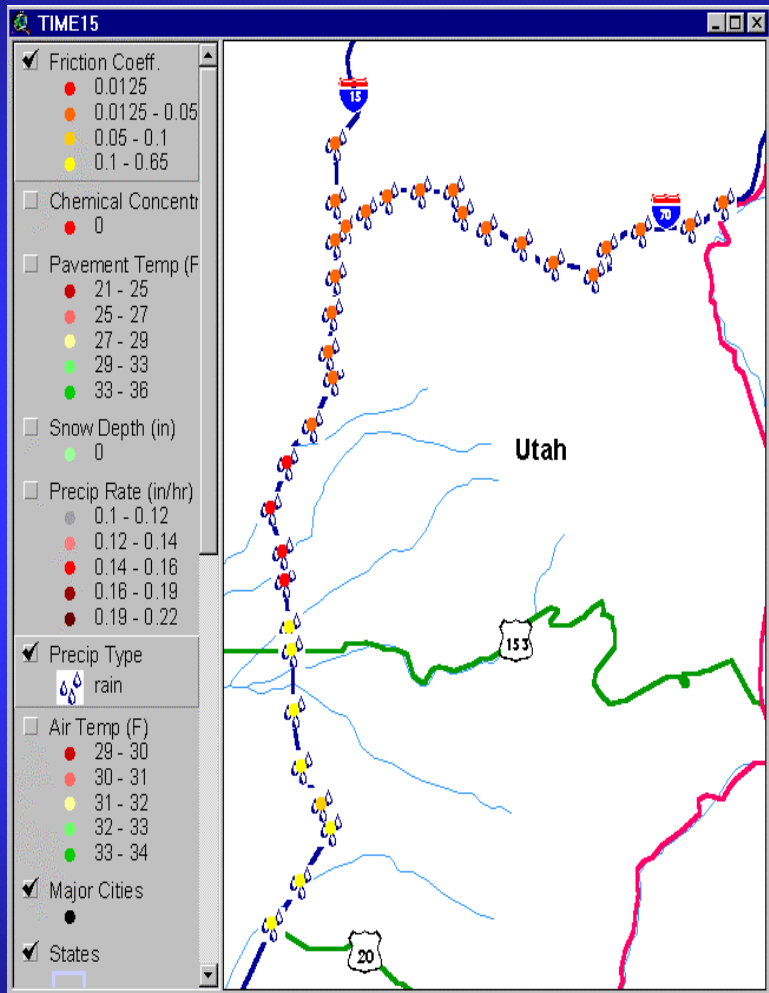 TIME15
Friction Coeff.
0.0125
0.0125 - 0.05
0.05 - 0.1
0.1 - 0.65
Chemical Concentr
0
Pavement Temp (F
21 - 25
25 - 27
27 - 29
29 - 33
33 - 36
Snow Depth (in)
0
Precip Rate (in/hr)
0.1 - 0.12
0.12 - 0.14
0.14 - 0.16
0.16 - 0.19
0.19 - 0.22
Precip Type
rain
Air Temp (F)
29 - 30
30 - 31
31 - 32
32 - 33
33 - 34
Major Cities
States
15
70
Utah
153
20